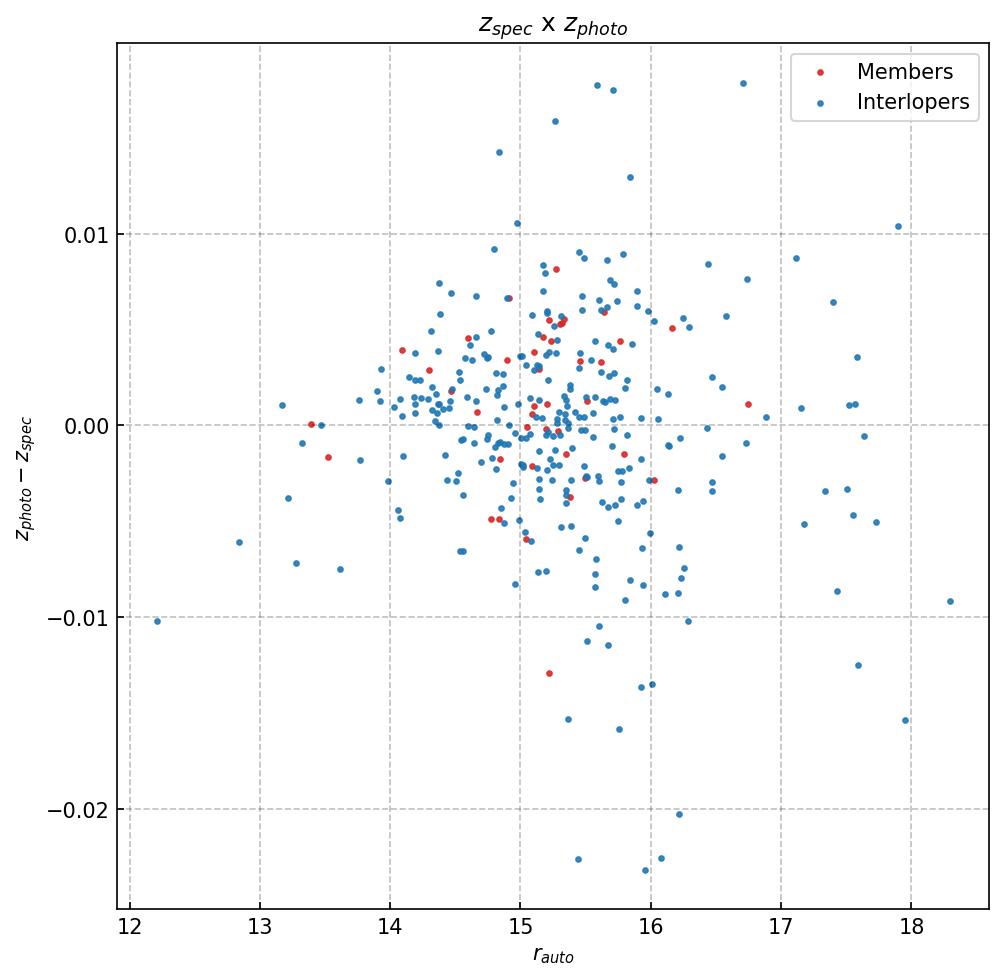 z_spec x z_photo
Members
Interlopers
0.01
0.00
−0.01
−0.02
z_photo − z_spec
12 13 14 15 16 17 18
r_auto